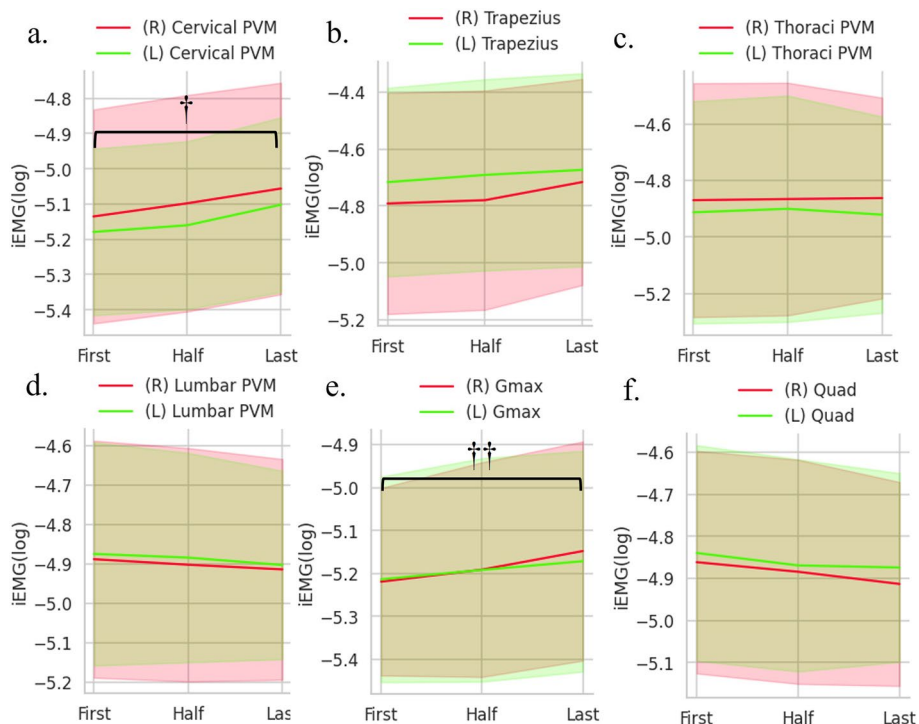 a.
(R) Cervical PVM
(L) Cervical PVM
iEMG(log)
−4.8
−4.9
−5.0
−5.1
−5.2
−5.3
−5.4
†
First Half Last
b.
(R) Trapezius
(L) Trapezius
iEMG(log)
−4.4
−4.6
−4.8
−5.0
−5.2
First Half Last
c.
(R) Thoraci PVM
(L) Thoraci PVM
iEMG(log)
−4.6
−4.8
−5.0
−5.2
First Half Last
d.
(R) Lumbar PVM
(L) Lumbar PVM
iEMG(log)
−4.6
−4.7
−4.8
−4.9
−5.0
−5.1
−5.2
First Half Las
e.
(R) Gmax
(L) Gmax
iEMG(log)
−4.9
−5.0
−5.1
−5.2
−5.3
−5.4
††
First Half Last
f.
(R) Quad
(L) Quad
iEMG(log)
−4.6
−4.7
−4.8
−4.9
−5.0
−5.1
First Half Last